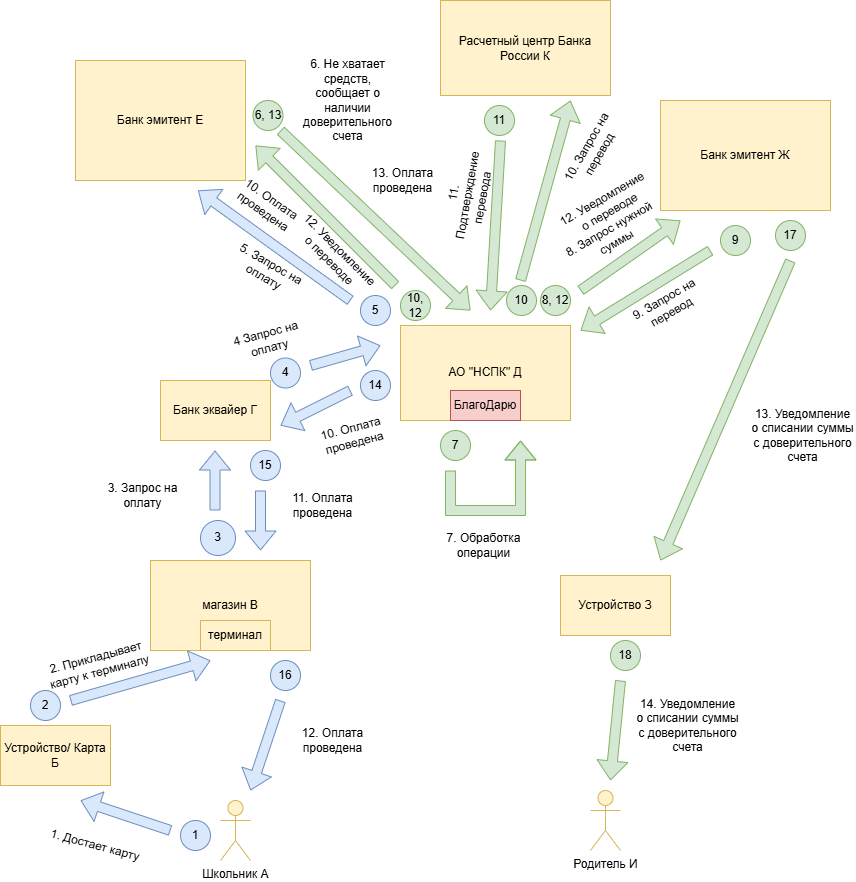 Расчетный центр Банка
России К
6. Не хватает
средств,
сообщает о
наличии
доверительного
счета
Банк эмитент Е
6, 13
11
10. Запрос на
перевод
Банк эмитент Ж
13. Оплата
проведена
11.
Подтверждение
перевода
12. Уведомление
о переводе
8. Запрос нужной
суммы
10. Оплата
проведена
12. Уведомление
о переводе
5. Запрос на
оплату
9
17
9. Запрос на
перевод
5
10,
12
10
8, 12
4 Запрос на
оплату
4
14
АО "НСПК" Д
БлагоДарю
Банк эквайер Г
10. Оплата
проведена
7
13. Уведомление
о списании суммы
с доверительного
счета
15
3. Запрос на
оплату
11. Оплата
проведена
3
7. Обработка
операции
магазин В
терминал
Устройство З
2. Прикладывает
карту к терминалу
16
18
2
12. Оплата
проведена
14. Уведомление
о списании суммы
с доверительного
счета
Устройство/ Карта
Б
1. Достает карту
1
Школьник А
Родитель И